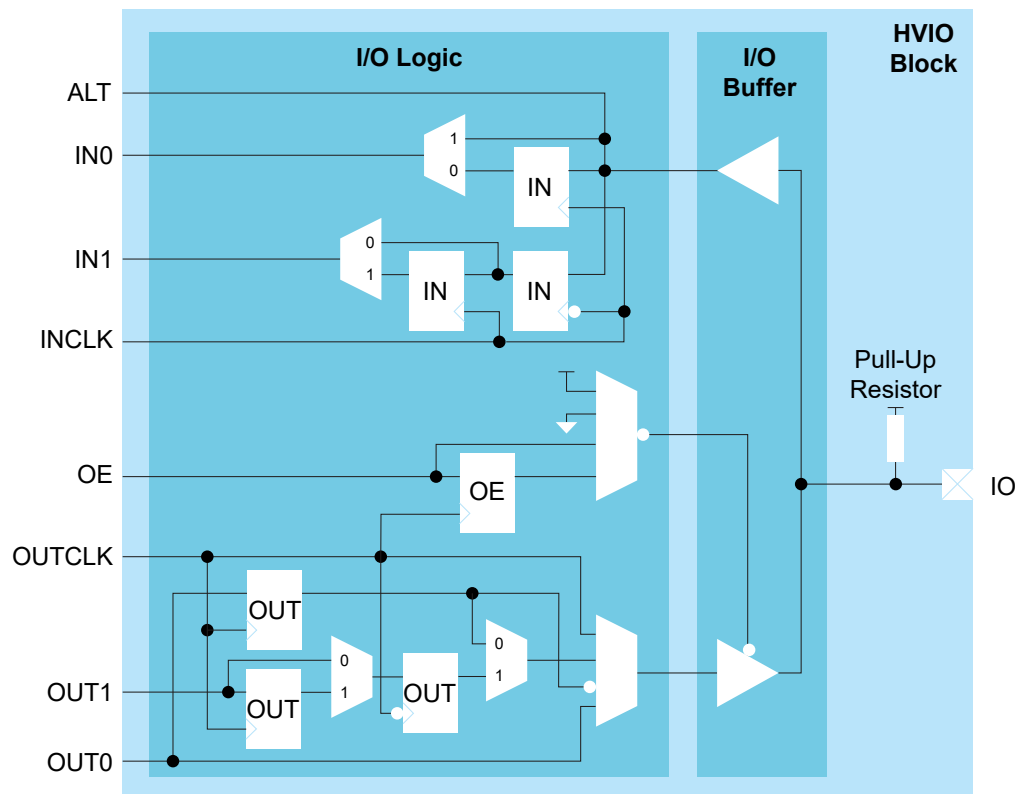 HVIO
Block
I/O Logic
I/O
Buffer
ALT
1
IN0
0
IN
0
IN1
1
IN
IN
INCLK
Pull-Up
Resistor
OE
OE
IO
OUTCLK
OUT
0
0
1
OUT1
1
OUT
OUT
OUT0